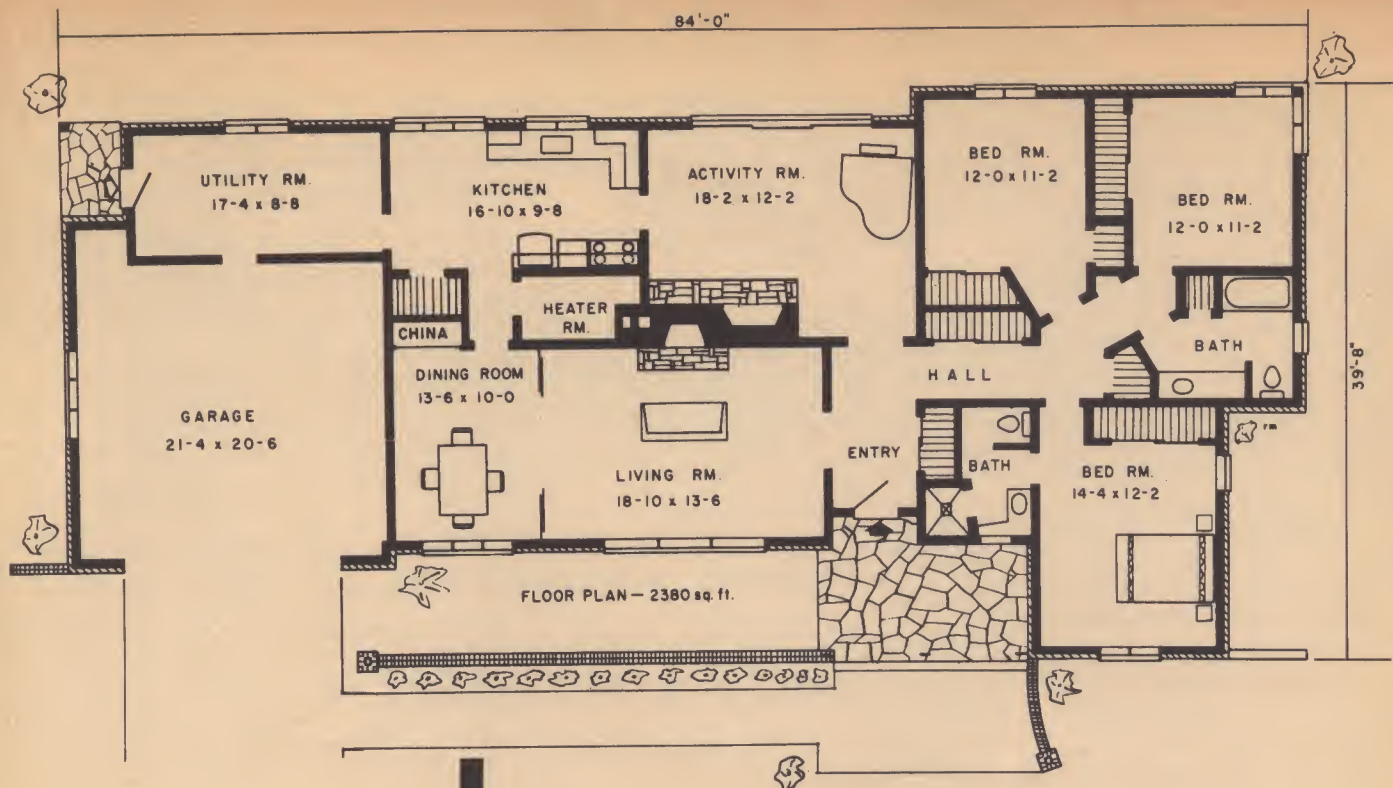 84'-0"
UTILITY RM.
17-4 x 8-8
KITCHEN
16-10 x 9-8
ACTIVITY RM.
18-2 x 12-2
BED RM.
12-0 x 11-2
BED RM.
12-0 x 11-2
HEATER
RM.
CHINA
DINING ROOM
13-6 x 10-0
HALL
BATH
39'-8"
GARAGE
21-4 x 20-6
LIVING RM.
18-10 x 13-6
ENTRY
BATH
BED RM.
14-4 x 12-2
rm
FLOOR PLAN — 2380 sq. ft.